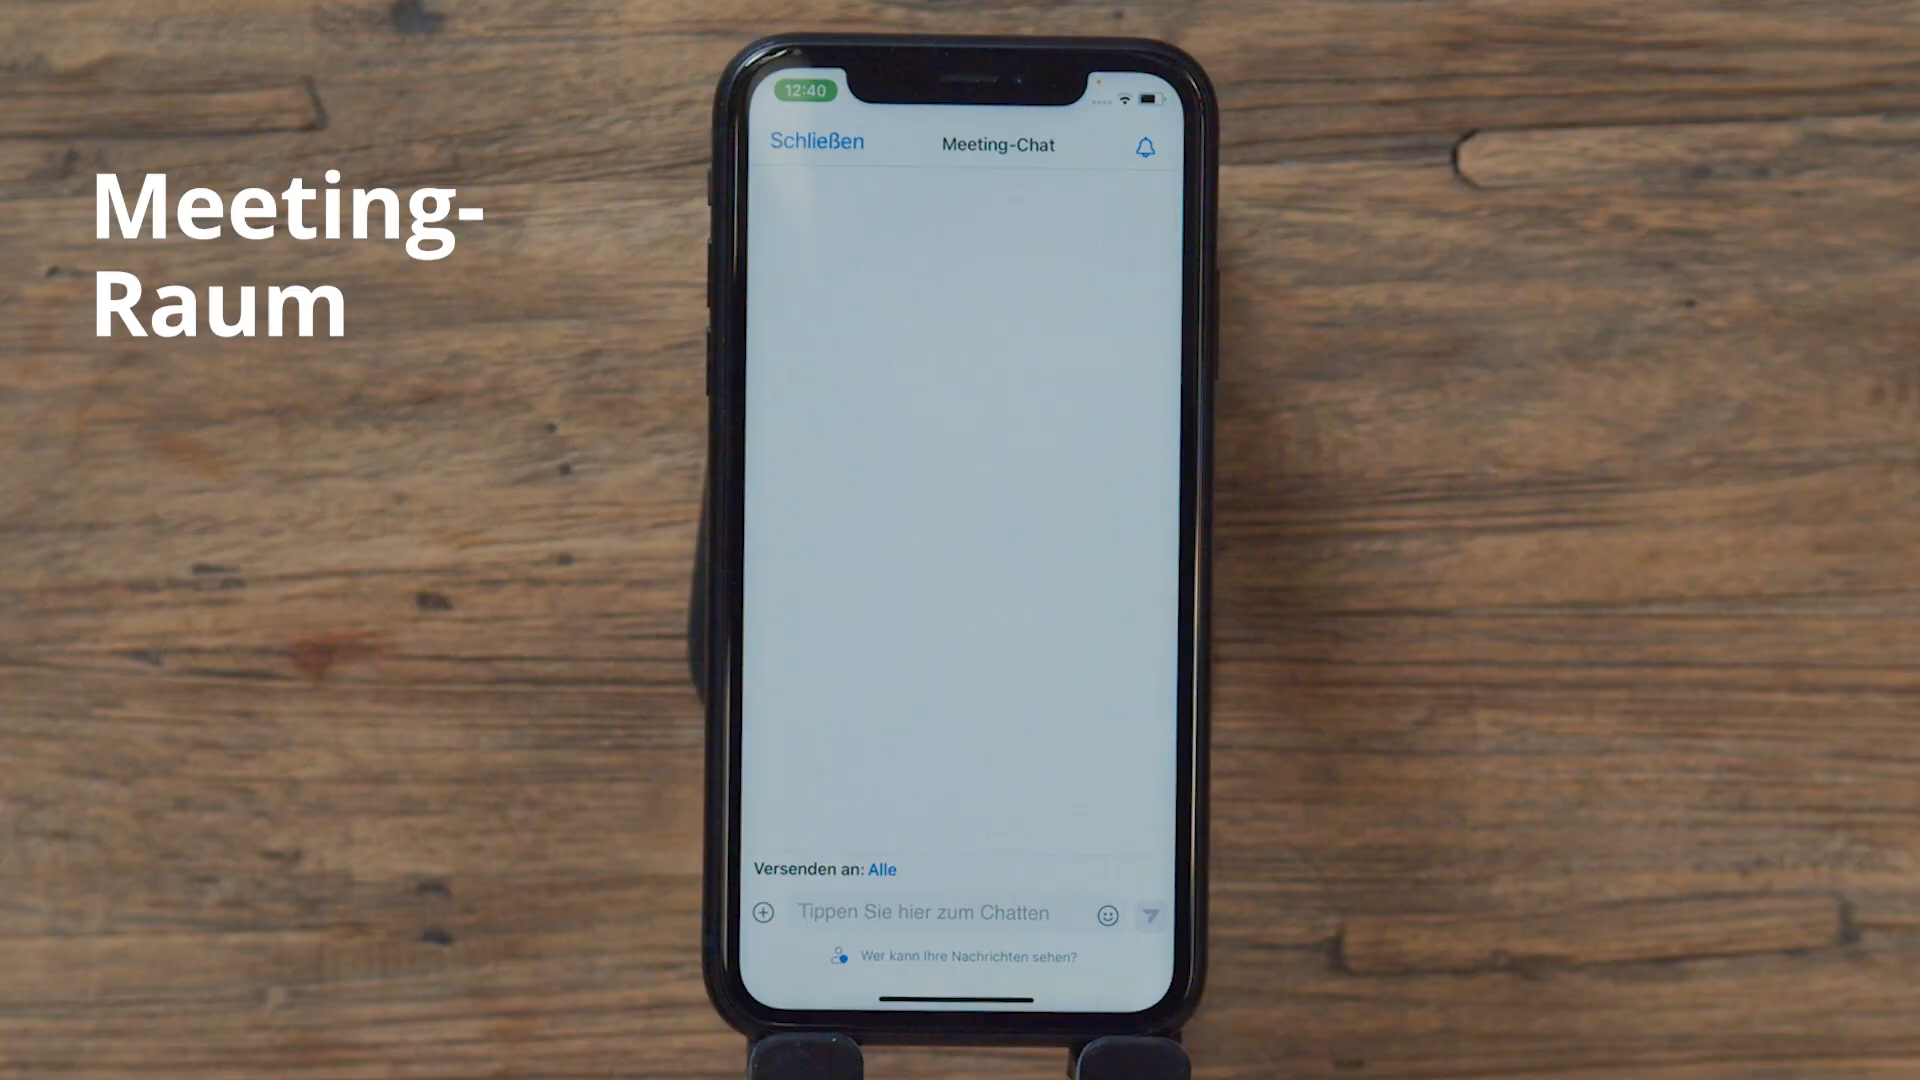 Meeting-
Raum
12:40
Schließen
Meeting-Chat
Versenden an: Alle
Tippen Sie hier zum Chatten
Wer kann Ihre Nachrichten sehen?